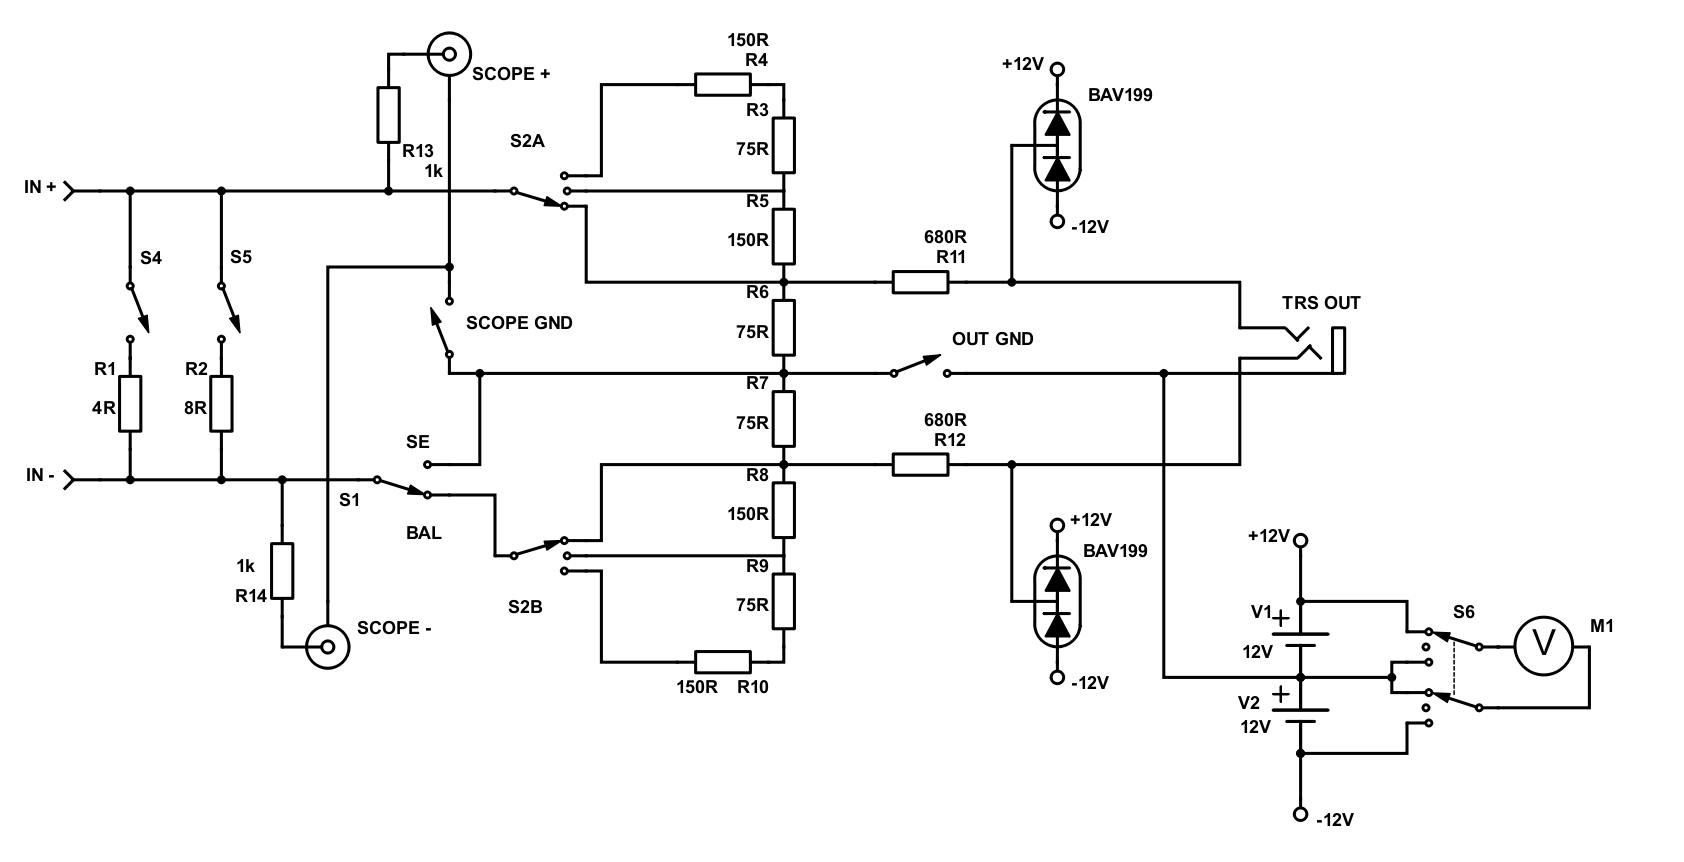 150R
R4
SCOPE +
+12V
BAV199
R3
75R
S2A
R13
1k
IN +
R5
150R
-12V
S4
S5
680R
R11
R6
TRS OUT
SCOPE GND
75R
OUT GND
R1
R2
R7
4R
8R
75R
680R
R12
SE
IN -
R8
S1
150R
BAL
+12V
BAV199
+12V
1k
R9
R14
75R
S2B
V1
+
S6
M1
SCOPE -
V
12V
150R
R10
-12V
+
V2
12V
-12V